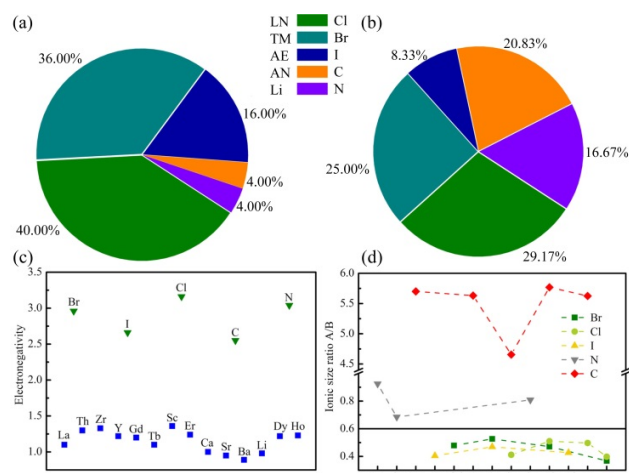 (a)
LN Cl
TM Br
AE I
AN C
Li N
36.00%
16.00%
4.00%
4.00%
40.00%
(b)
8.33%
20.83%
16.67%
29.17%
25.00%
(c)
Electronegativity
3.5
3.0
2.5
2.0
1.5
1.0
Br
I
Cl
C
N
La
Th
Zr
Y
Gd
Tb
Sc
Er
Ca
Sr
Ba
Li
Dy
Ho
(d)
Ionic size ratio A/B
6.0
5.5
5.0
4.5
0.8
0.6
0.4
Br
Cl
I
N
C